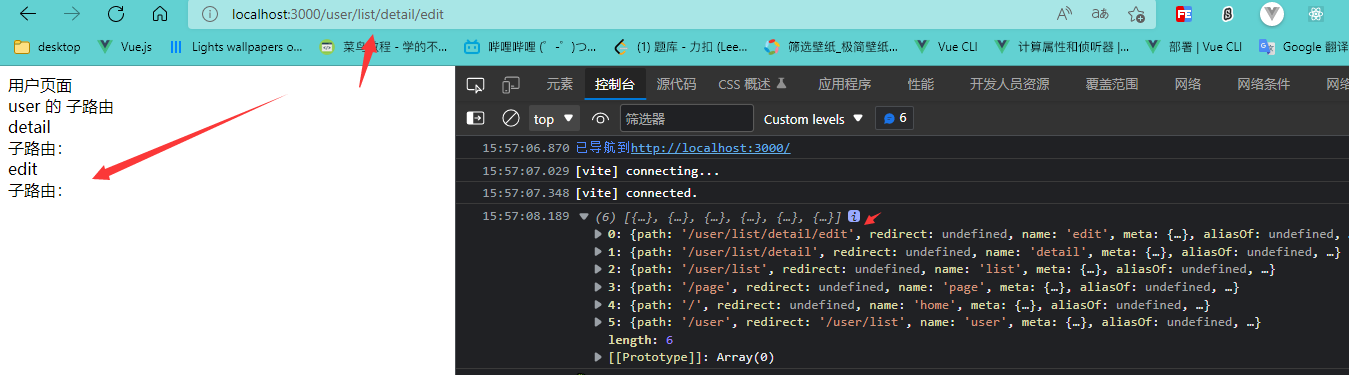 localhost:3000/user/list/detail/edit
desktop Vue.js Lights wallpapers o... 菜鸟教程 - 学的不... 哔哩哔哩 (゜-゜)つ... (1) 题库 - 力扣 (Lee... 筛选壁纸_极简壁纸... Vue CLI 计算属性和侦听器 |... 部署 | Vue CLI Google 翻译
用户页面
user 的 子路由
detail
子路由：
edit
子路由：
元素 控制台 源代码 CSS 概述 应用程序 性能 开发人员资源 覆盖范围 网络 网络条件
top 筛选器 Custom levels 6
15:57:06.870 已导航到http://localhost:3000/
15:57:07.029 [vite] connecting...
15:57:07.348 [vite] connected.
15:57:08.189 (6) [{…}, {…}, {…}, {…}, {…}, {…}]
0: {path: '/user/list/detail/edit', redirect: undefined, name: 'edit', meta: {…}, aliasOf: undefined,
1: {path: '/user/list/detail', redirect: undefined, name: 'detail', meta: {…}, aliasOf: undefined, …}
2: {path: '/user/list', redirect: undefined, name: 'list', meta: {…}, aliasOf: undefined, …}
3: {path: '/page', redirect: undefined, name: 'page', meta: {…}, aliasOf: undefined, …}
4: {path: '/', redirect: undefined, name: 'home', meta: {…}, aliasOf: undefined, …}
5: {path: '/user', redirect: '/user/list', name: 'user', meta: {…}, aliasOf: undefined, …}
length: 6
[[Prototype]]: Array(0)